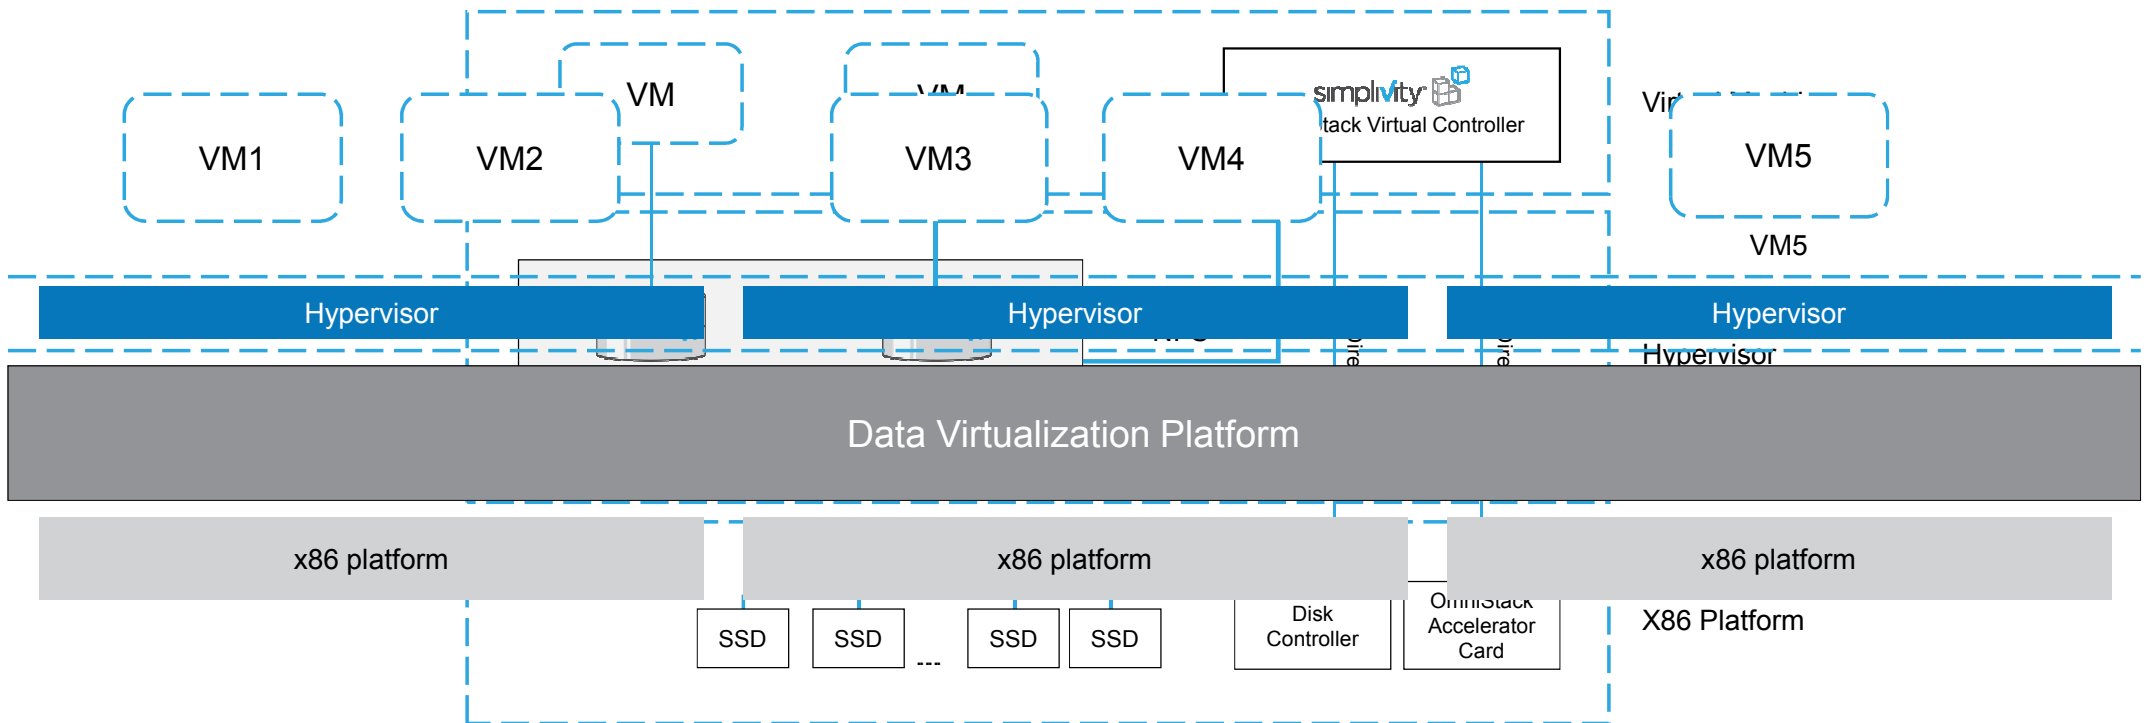 VM
simplivity
tack Virtual Controller
VM1
VM2
VM3
VM4
VM5
VM5
Hypervisor
Hypervisor
Hypervisor
Hypervisor
Data Virtualization Platform
x86 platform
x86 platform
x86 platform
SSD
SSD
---
SSD
SSD
Disk
Controller
OmniStack
Accelerator
Card
X86 Platform